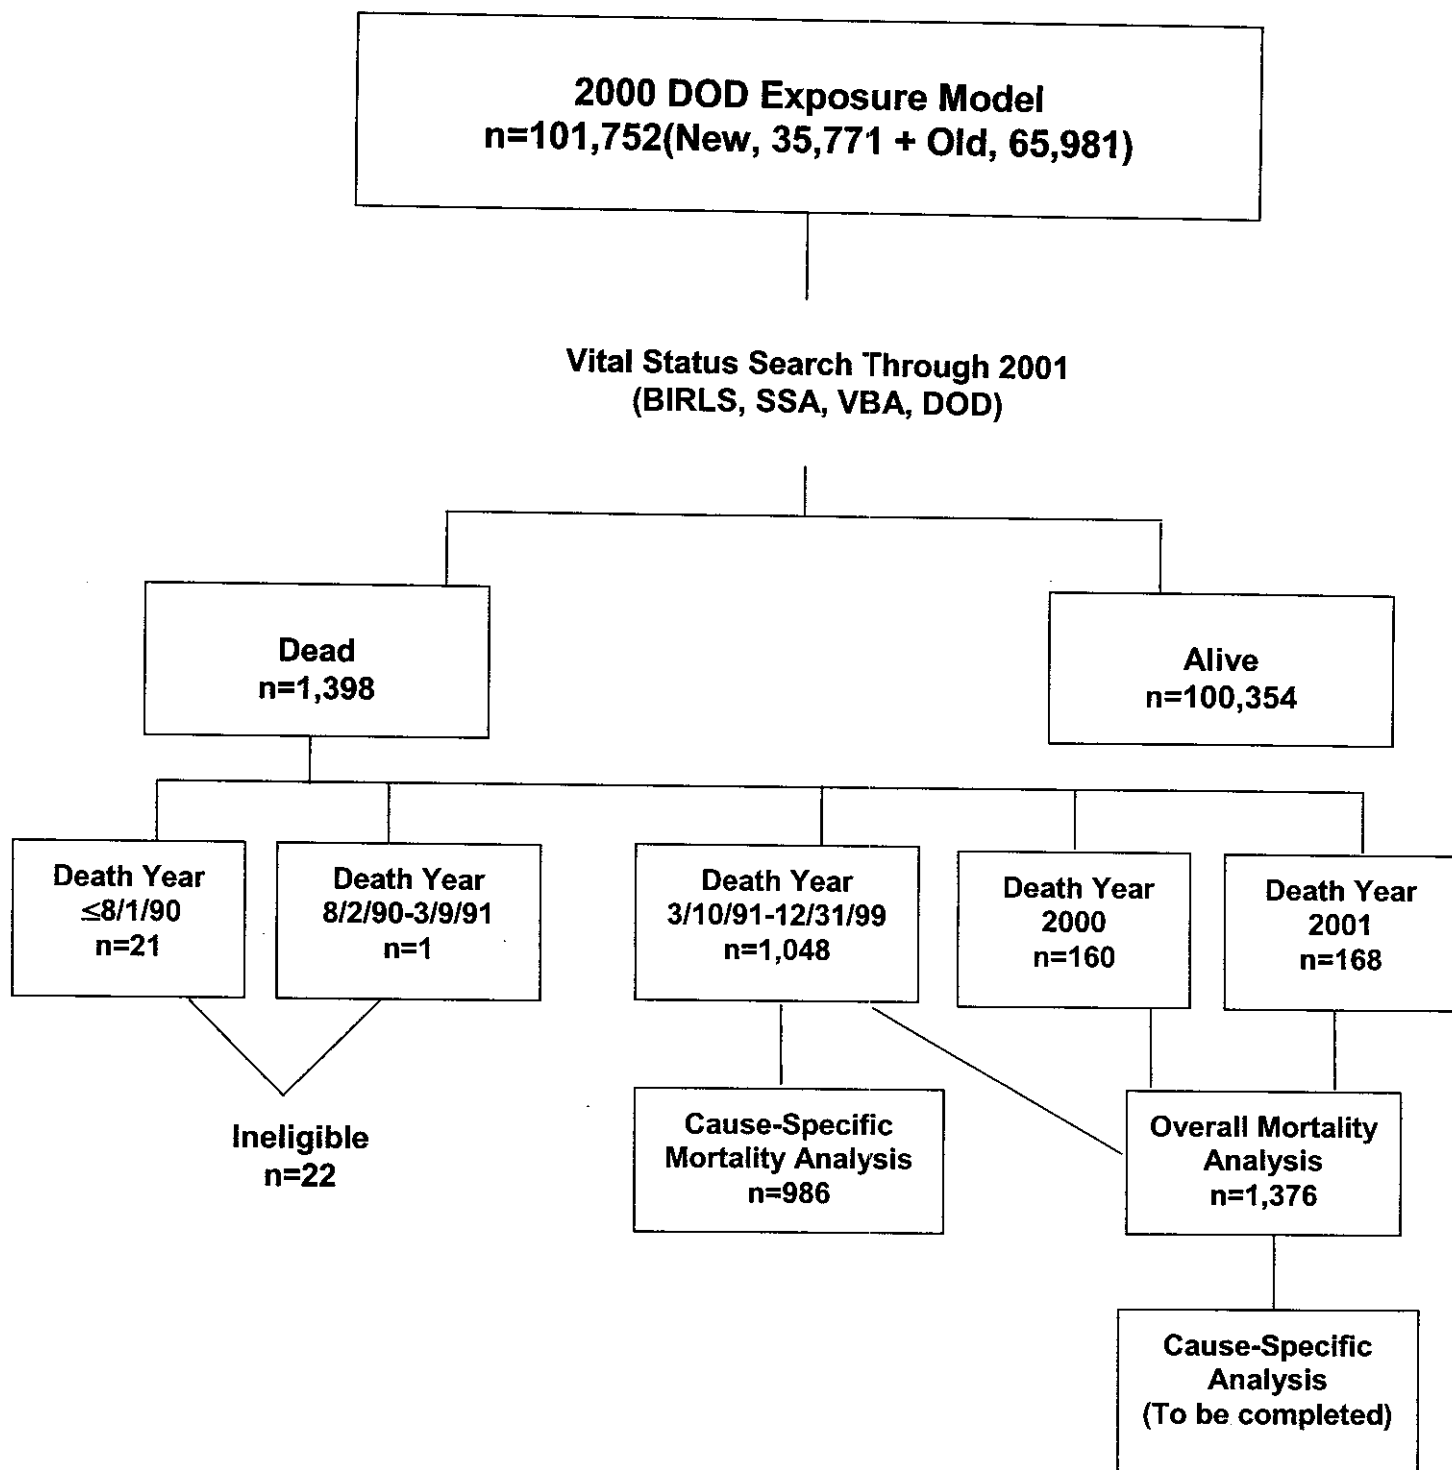 2000 DOD Exposure Model
n=101,752(New, 35,771 + Old, 65,981)
Vital Status Search Through 2001
(BIRLS, SSA, VBA, DOD)
Dead
n=1,398
Alive
n=100,354
Death Year
≤8/1/90
n=21
Death Year
8/2/90-3/9/91
n=1
Death Year
3/10/91-12/31/99
n=1,048
Death Year
2000
n=160
Death Year
2001
n=168
Ineligible
n=22
Cause-Specific
Mortality Analysis
n=986
Overall Mortality
Analysis
n=1,376
Cause-Specific
Analysis
(To be completed)